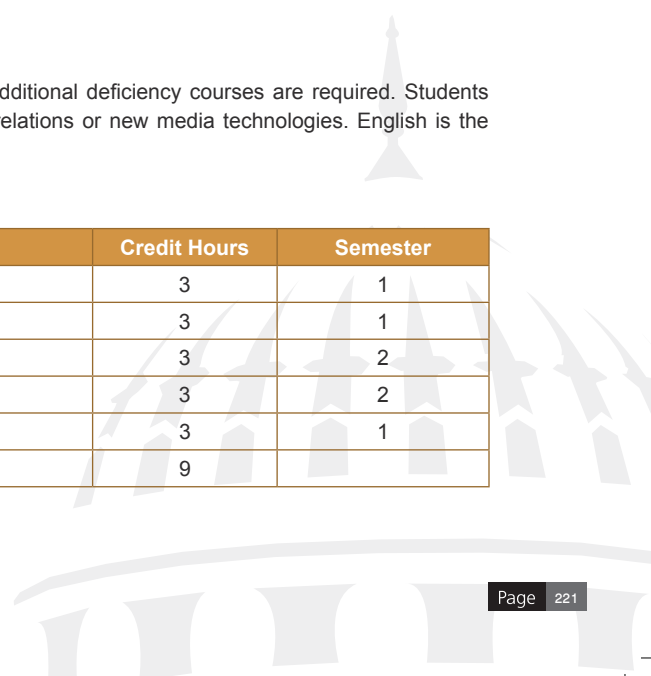 dditional deficiency courses are required. Students
relations or new media technologies. English is the
Credit Hours Semester
3 1
3 1
3 2
3 2
3 1
9
Page 221